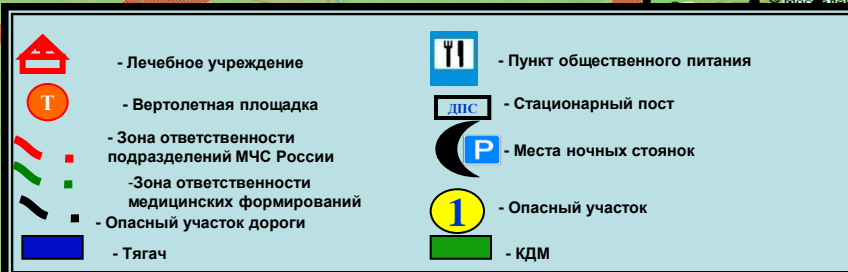 - Лечебное учреждение
Т
- Вертолетная площадка
- Зона ответственности
подразделений МЧС России
-Зона ответственности
медицинских формирований
- Опасный участок дороги
- Тягач
- Пункт общественного питания
ДПС
- Стационарный пост
P
- Места ночных стоянок
1
- Опасный участок
- КДМ